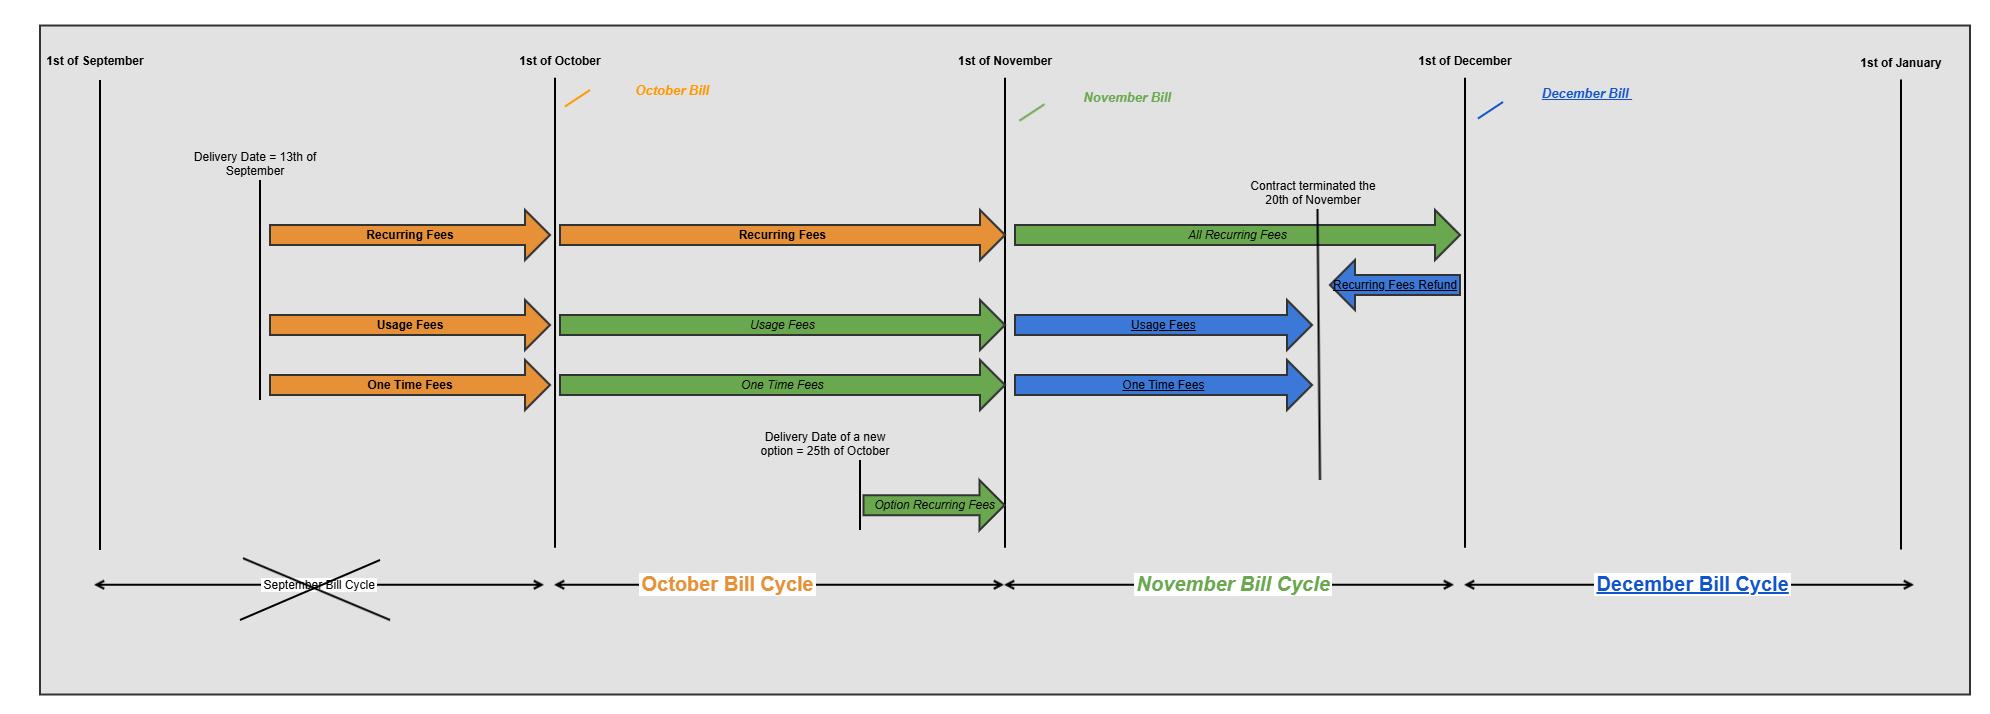 1st of September
1st of October
1st of November
1st of December
1st of January
October Bill
November Bill
December Bill
Delivery Date = 13th of
September
Contract terminated the
20th of November
Recurring Fees
Recurring Fees
All Recurring Fees
Recurring Fees Refund
Usage Fees
Usage Fees
Usage Fees
One Time Fees
One Time Fees
One Time Fees
Delivery Date of a new
option = 25th of October
Option Recurring Fees
September Bill Cycle
October Bill Cycle
November Bill Cycle
December Bill Cycle